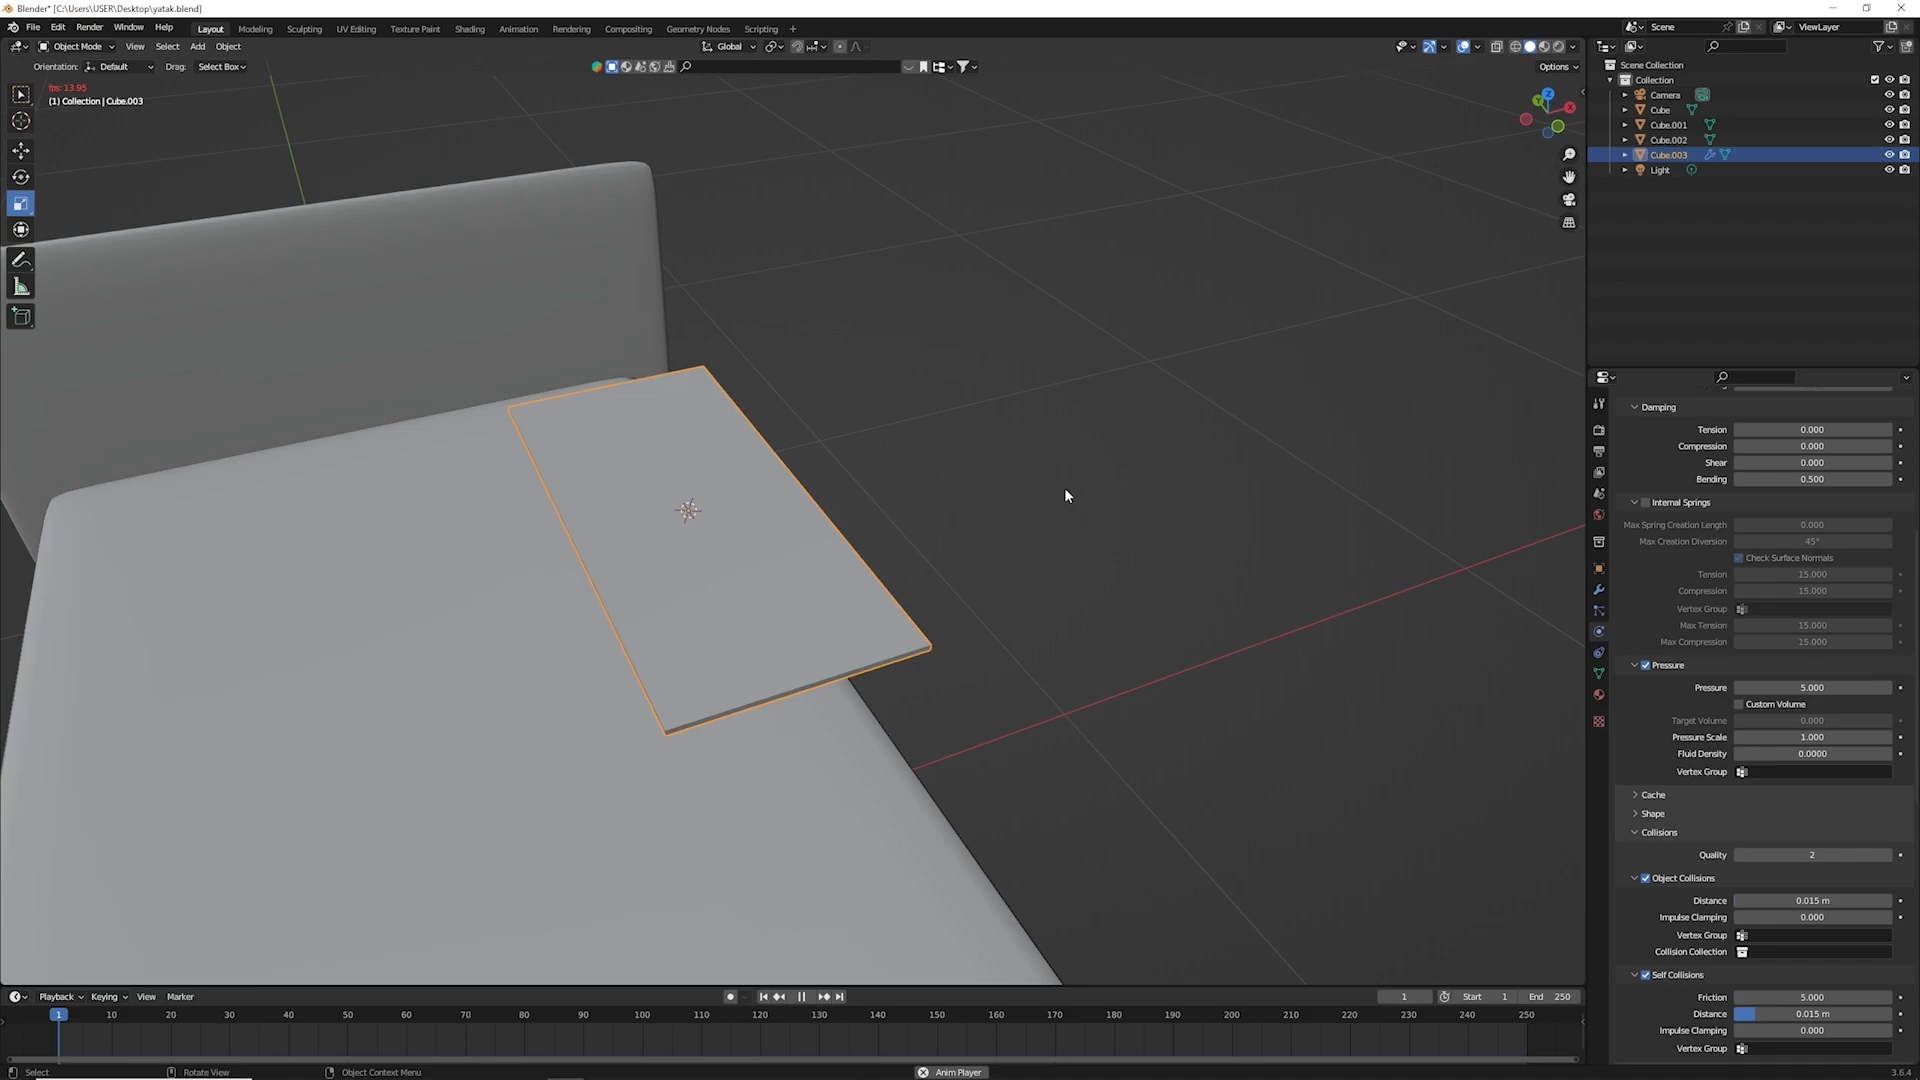 Blender* [C:\Users\USER\Desktop\yatak.blend]
File Edit Render Window Help Layout Modeling Sculpting UV Editing Texture Paint Shading Animation Rendering Compositing Geometry Nodes Scripting + Scene ViewLayer
Object Mode View Select Add Object Global
Orientation: Default Drag: Select Box Options
fps: 13.95
(1) Collection | Cube.003
Z
X
Y
Scene Collection
Collection
Camera
Cube
Cube.001
Cube.002
Cube.003
Light
Damping
Tension 0.000
Compression 0.000
Shear 0.000
Bending 0.500
Internal Springs
Max Spring Creation Length 0.000
Max Creation Diversion 45°
Check Surface Normals
Tension 15.000
Compression 15.000
Vertex Group
Max Tension 15.000
Max Compression 15.000
Pressure
Pressure 5.000
Custom Volume
Target Volume 0.000
Pressure Scale 1.000
Fluid Density 0.0000
Vertex Group
Cache
Shape
Collisions
Quality 2
Object Collisions
Distance 0.015 m
Impulse Clamping 0.000
Vertex Group
Collision Collection
Self Collisions
Friction 5.000
Distance 0.015 m
Impulse Clamping 0.000
Vertex Group
Playback Keying View Marker 1 Start 1 End 250
1 10 20 30 40 50 60 70 80 90 100 110 120 130 140 150 160 170 180 190 200 210 220 230 240 250
Select Rotate View Object Context Menu Anim Player 3.6.4